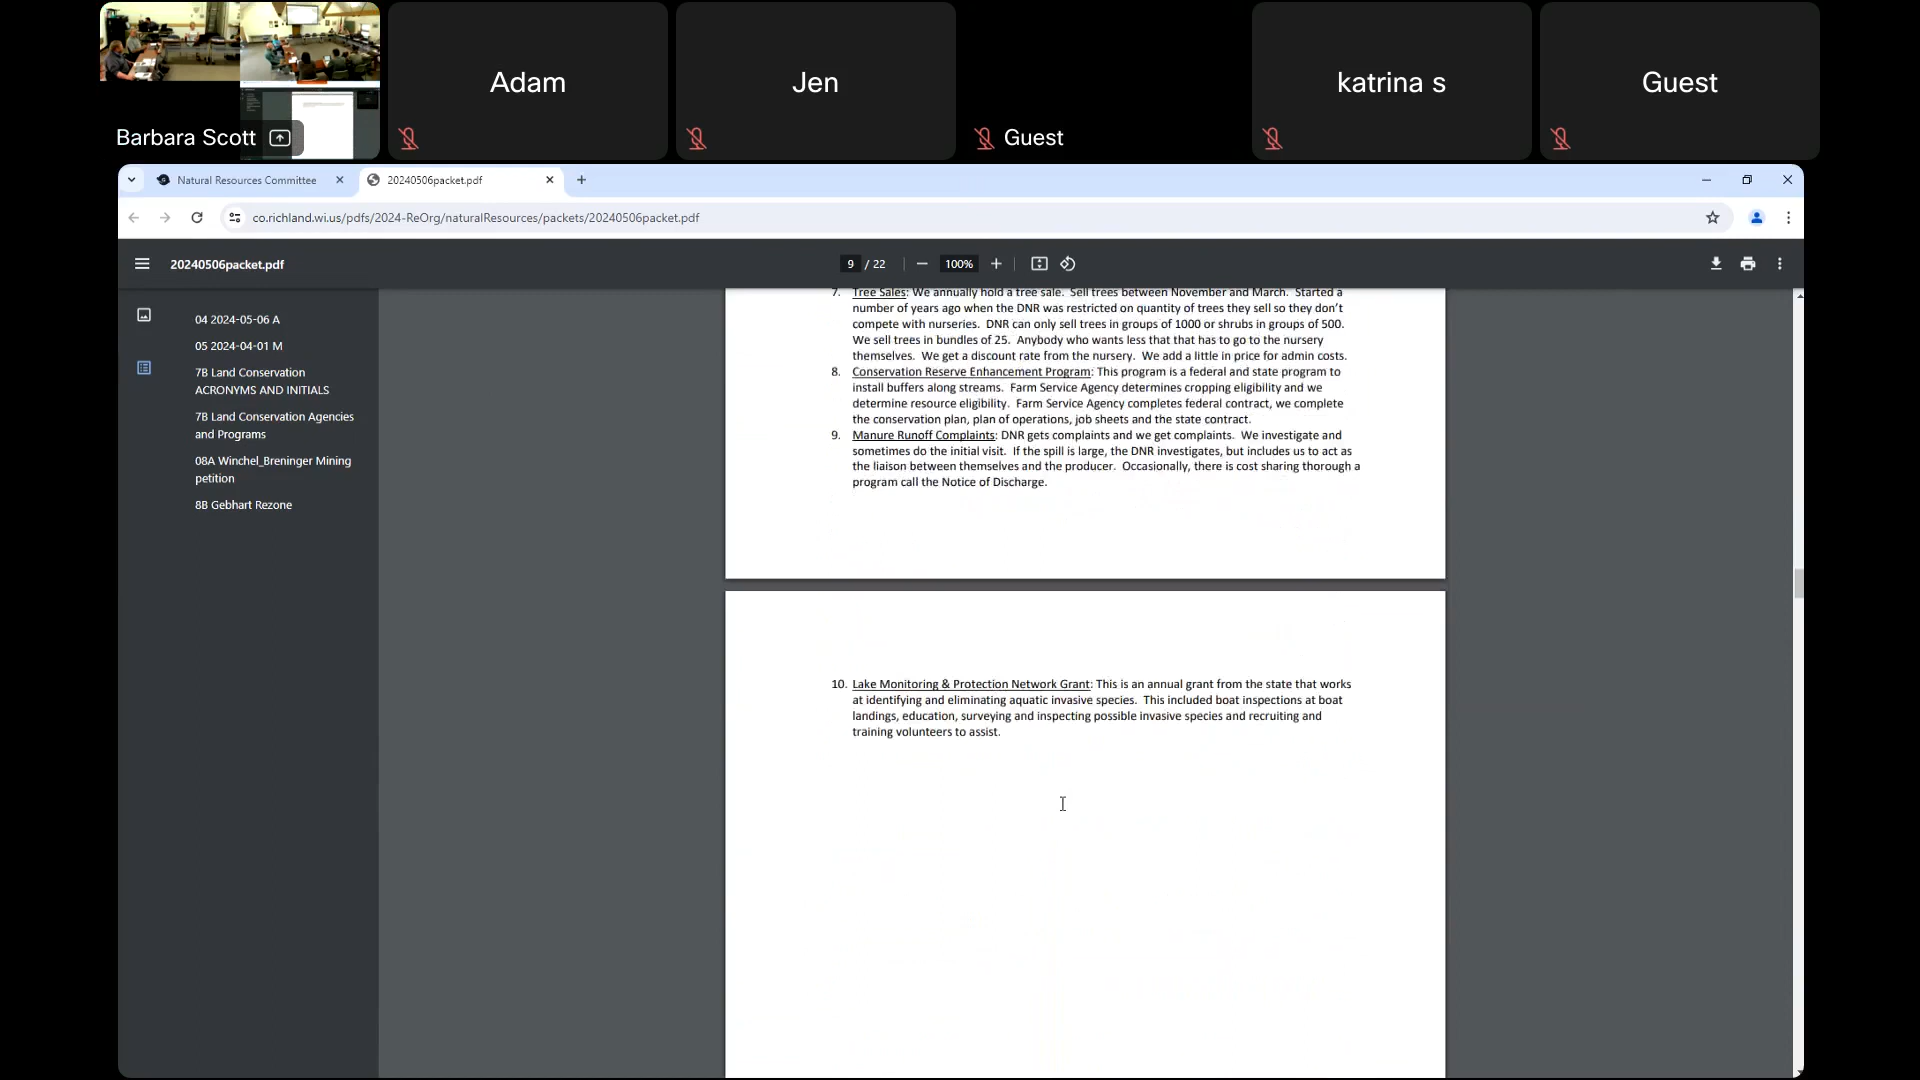 Adam
Jen
katrina s
Guest
Barbara Scott
Guest
Natural Resources Committee
20240506packet.pdf
co.richland.wi.us/pdfs/2024-ReOrg/naturalResources/packets/20240506packet.pdf
20240506packet.pdf
9 / 22
100%
04 2024-05-06 A
05 2024-04-01 M
7B Land Conservation
ACRONYMS AND INITIALS
7B Land Conservation Agencies
and Programs
08A Winchel_Breninger Mining
petition
8B Gebhart Rezone
7. Tree Sales: We annually hold a tree sale. Sell trees between November and March. Started a
number of years ago when the DNR was restricted on quantity of trees they sell so they don't
compete with nurseries. DNR can only sell trees in groups of 1000 or shrubs in groups of 500.
We sell trees in bundles of 25. Anybody who wants less that that has to go to the nursery
themselves. We get a discount rate from the nursery. We add a little in price for admin costs.
8. Conservation Reserve Enhancement Program: This program is a federal and state program to
install buffers along streams. Farm Service Agency determines cropping eligibility and we
determine resource eligibility. Farm Service Agency completes federal contract, we complete
the conservation plan, plan of operations, job sheets and the state contract.
9. Manure Runoff Complaints: DNR gets complaints and we get complaints. We investigate and
sometimes do the initial visit. If the spill is large, the DNR investigates, but includes us to act as
the liaison between themselves and the producer. Occasionally, there is cost sharing thorough a
program call the Notice of Discharge.
10. Lake Monitoring & Protection Network Grant: This is an annual grant from the state that works
at identifying and eliminating aquatic invasive species. This included boat inspections at boat
landings, education, surveying and inspecting possible invasive species and recruiting and
training volunteers to assist.